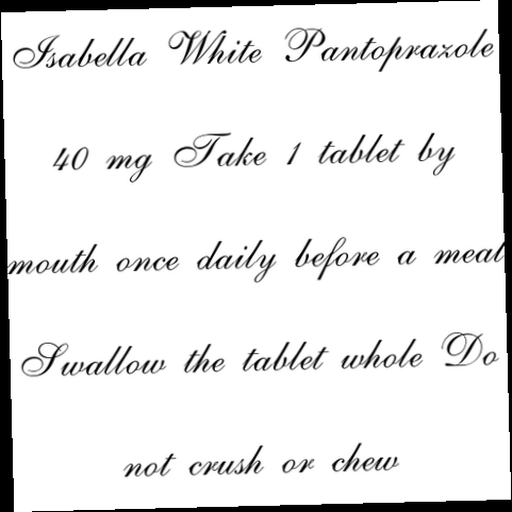 Isabella White Pantoprazole
40 mg Take 1 tablet by
mouth once daily before a meal
Swallow the tablet whole Do
not crush or chew